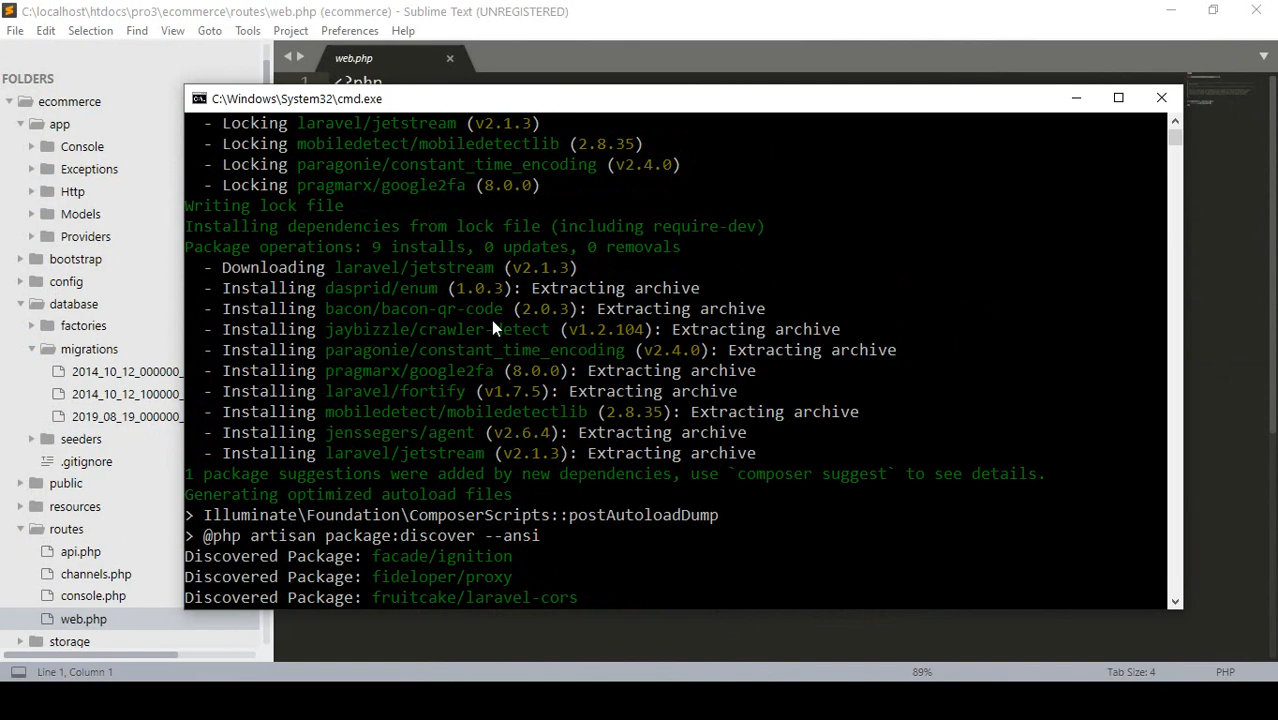 C:\localhost\htdocs\pro3\ecommerce\routes\web.php (ecommerce) - Sublime Text (UNREGISTERED)
File Edit Selection Find View Goto Tools Project Preferences Help
web.php
FOLDERS
ecommerce
app
Console
Exceptions
Http
Models
Providers
bootstrap
config
database
factories
migrations
2014_10_12_000000_
2014_10_12_100000_
2019_08_19_000000_
seeders
.gitignore
public
resources
routes
api.php
channels.php
console.php
web.php
storage
1 <?php
C:\Windows\System32\cmd.exe
- Locking laravel/jetstream (v2.1.3)
- Locking mobiledetect/mobiledetectlib (2.8.35)
- Locking paragonie/constant_time_encoding (v2.4.0)
- Locking pragmarx/google2fa (8.0.0)
Writing lock file
Installing dependencies from lock file (including require-dev)
Package operations: 9 installs, 0 updates, 0 removals
- Downloading laravel/jetstream (v2.1.3)
- Installing dasprid/enum (1.0.3): Extracting archive
- Installing bacon/bacon-qr-code (2.0.3): Extracting archive
- Installing jaybizzle/crawler-detect (v1.2.104): Extracting archive
- Installing paragonie/constant_time_encoding (v2.4.0): Extracting archive
- Installing pragmarx/google2fa (8.0.0): Extracting archive
- Installing laravel/fortify (v1.7.5): Extracting archive
- Installing mobiledetect/mobiledetectlib (2.8.35): Extracting archive
- Installing jenssegers/agent (v2.6.4): Extracting archive
- Installing laravel/jetstream (v2.1.3): Extracting archive
1 package suggestions were added by new dependencies, use `composer suggest` to see details.
Generating optimized autoload files
> Illuminate\Foundation\ComposerScripts::postAutoloadDump
> @php artisan package:discover --ansi
Discovered Package: facade/ignition
Discovered Package: fideloper/proxy
Discovered Package: fruitcake/laravel-cors
Line 1, Column 1 89% Tab Size: 4 PHP